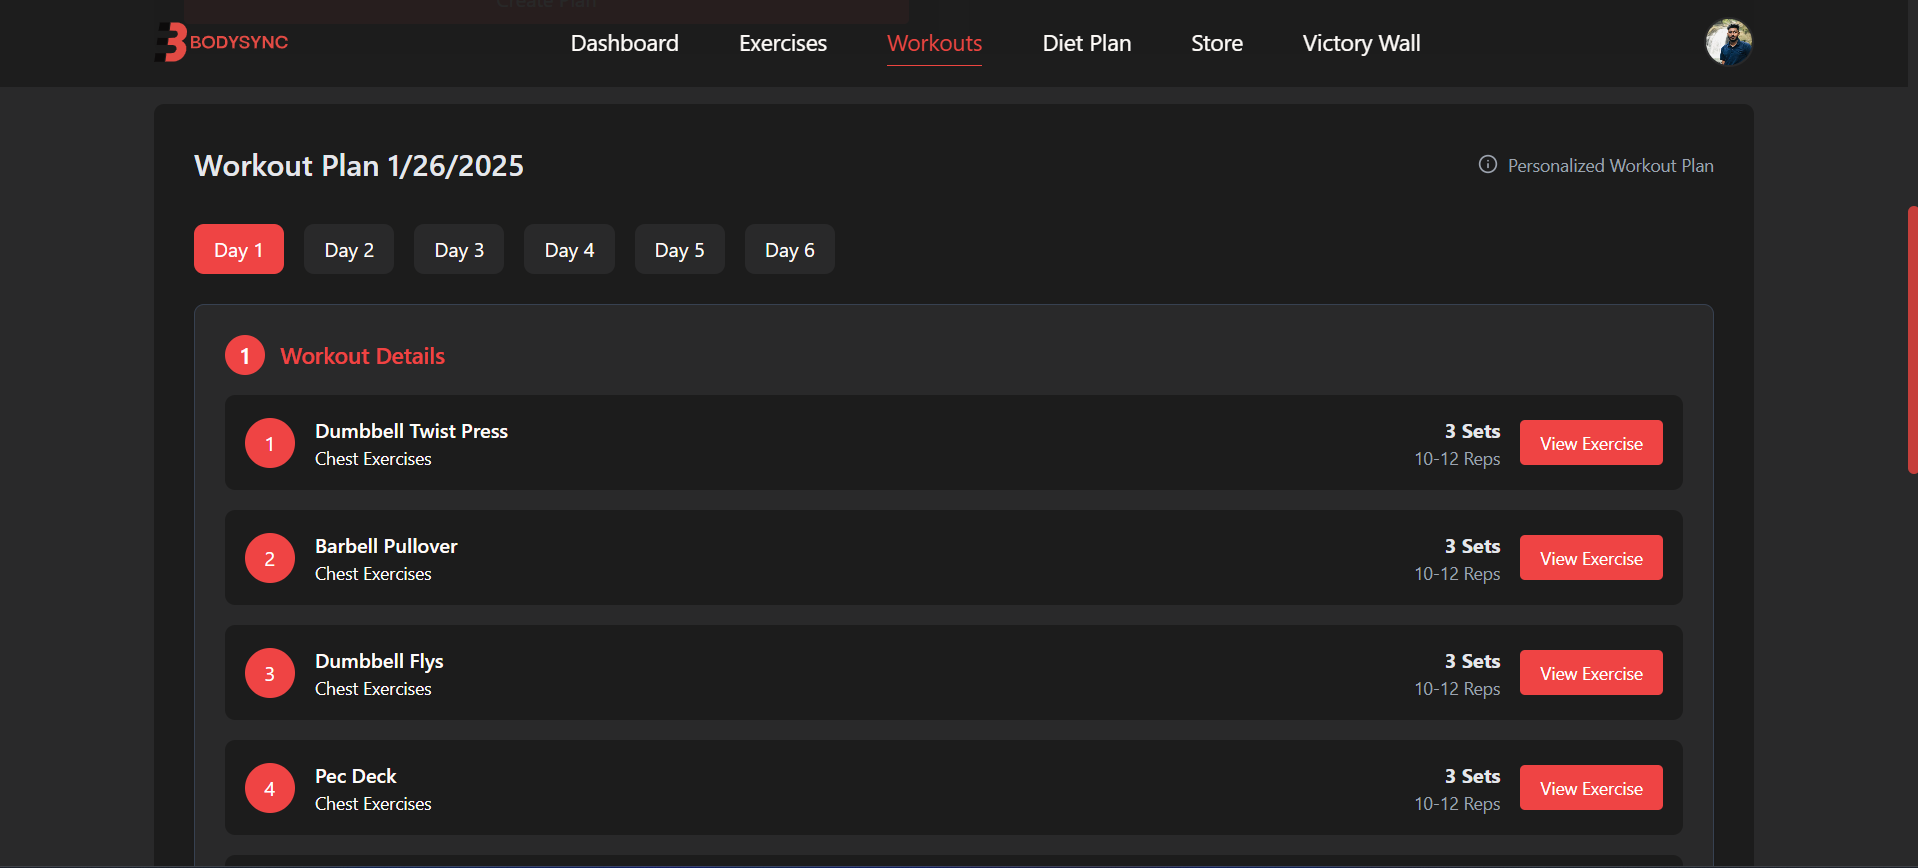 Create Plan
BODYSYNC
Dashboard
Exercises
Workouts
Diet Plan
Store
Victory Wall
Workout Plan 1/26/2025
Personalized Workout Plan
Day 1
Day 2
Day 3
Day 4
Day 5
Day 6
1
Workout Details
1
Dumbbell Twist Press
Chest Exercises
3 Sets
10-12 Reps
View Exercise
2
Barbell Pullover
Chest Exercises
3 Sets
10-12 Reps
View Exercise
3
Dumbbell Flys
Chest Exercises
3 Sets
10-12 Reps
View Exercise
4
Pec Deck
Chest Exercises
3 Sets
10-12 Reps
View Exercise